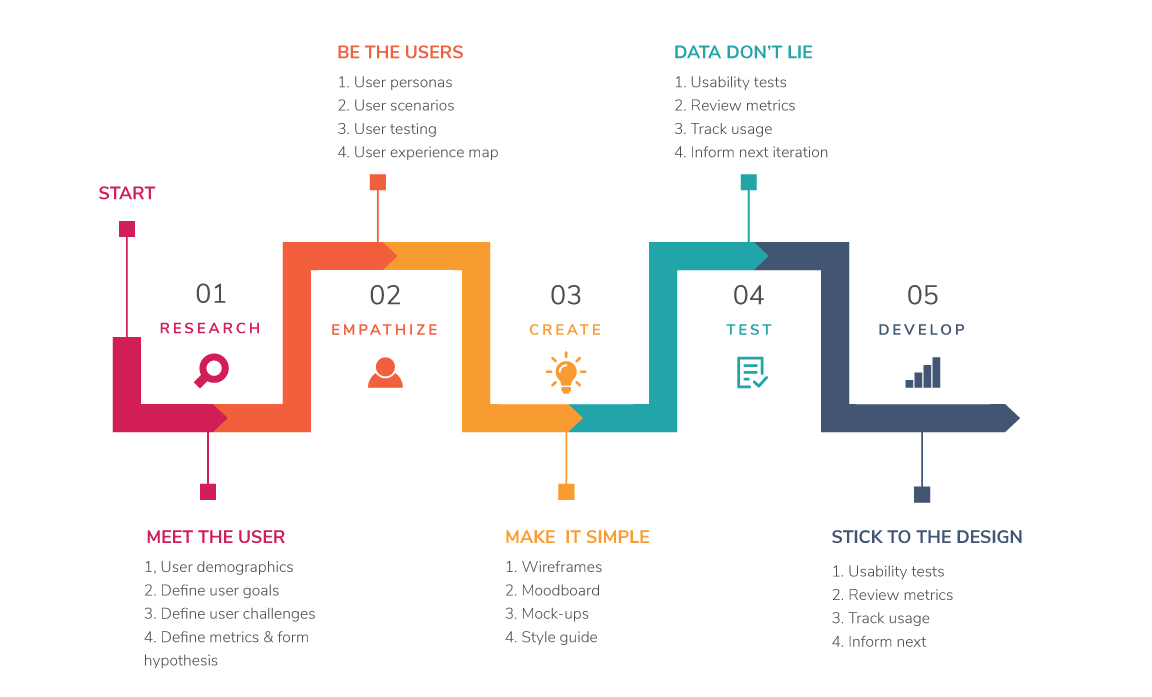 BE THE USERS
1. User personas
2. User scenarios
3. User testing
4. User experience map
DATA DON'T LIE
1. Usability tests
2. Review metrics
3. Track usage
4. Inform next iteration
START
01
RESEARCH
02
EMPATHIZE
03
CREATE
04
TEST
05
DEVELOP
MEET THE USER
1, User demographics
2. Define user goals
3. Define user challenges
4. Define metrics & form
hypothesis
MAKE  IT SIMPLE
1. Wireframes
2. Moodboard
3. Mock-ups
4. Style guide
STICK TO THE DESIGN
1. Usability tests
2. Review metrics
3. Track usage
4. Inform next